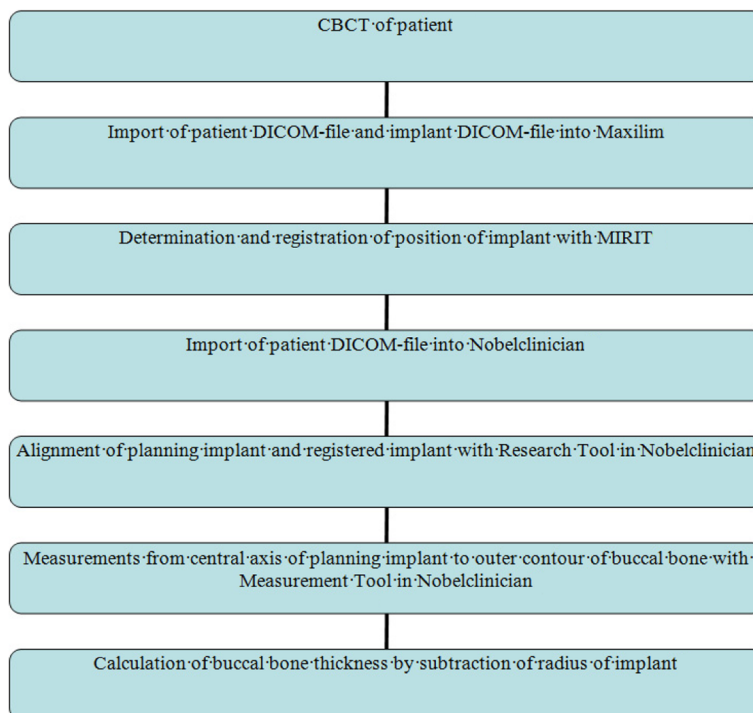 CBCT·of·patient
Import·of·patient·DICOM-file·and·implant·DICOM-file·into·Maxilim
Determination·and·registration·of·position·of·implant·with·MIRIT
Import·of·patient·DICOM-file·into·Nobelclinician
Alignment·of·planning·implant·and·registered·implant·with·Research·Tool·in·Nobelclinician
Measurements·from·central·axis·of·planning·implant·to·outer·contour·of·buccal·bone·with·
Measurement·Tool·in·Nobelclinician
Calculation·of·buccal·bone·thickness·by·subtraction·of·radius·of·implant